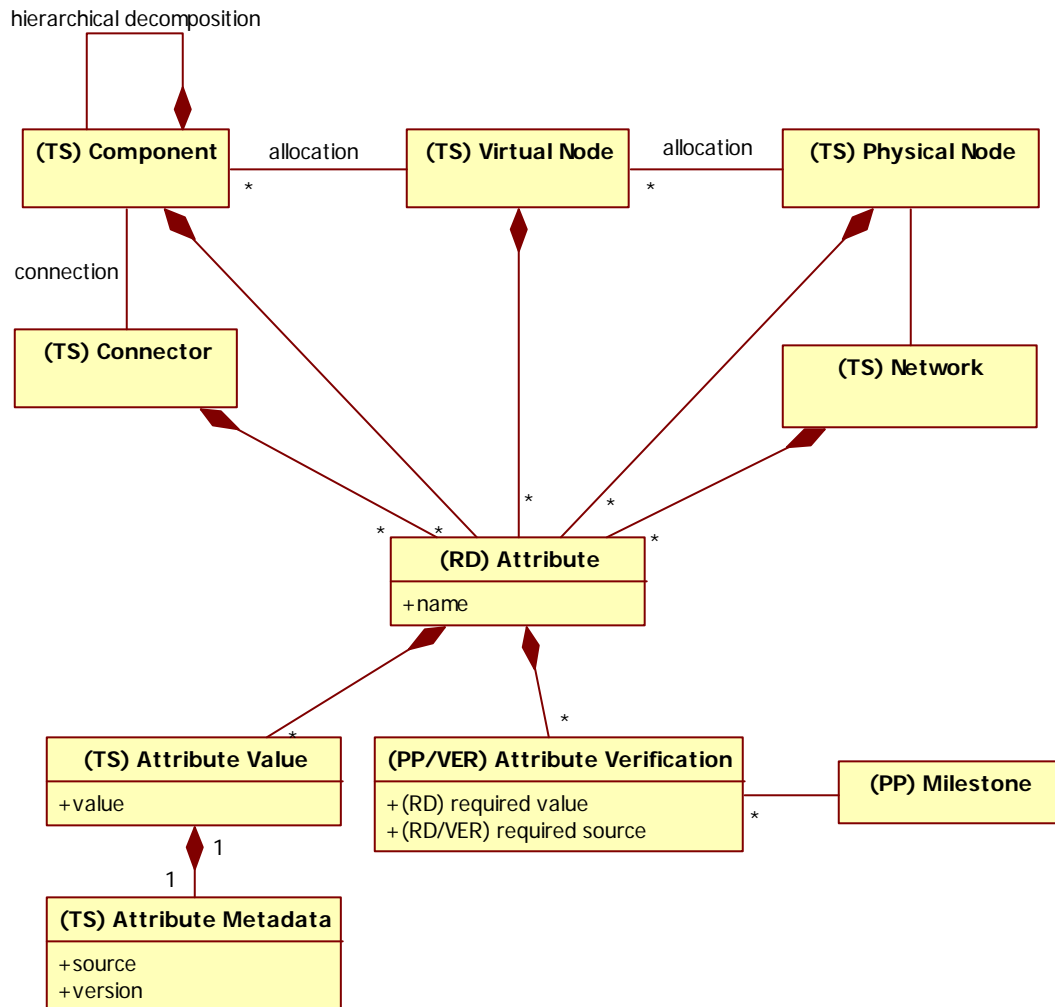 hierarchical decomposition
(TS) Component
allocation
*
(TS) Virtual Node
allocation
*
(TS) Physical Node
connection
(TS) Connector
(TS) Network
*
*
*
*
*
(RD) Attribute
+name
*
*
(TS) Attribute Value
+value
(PP/VER) Attribute Verification
+(RD) required value
+(RD/VER) required source
*
(PP) Milestone
1
1
(TS) Attribute Metadata
+source
+version